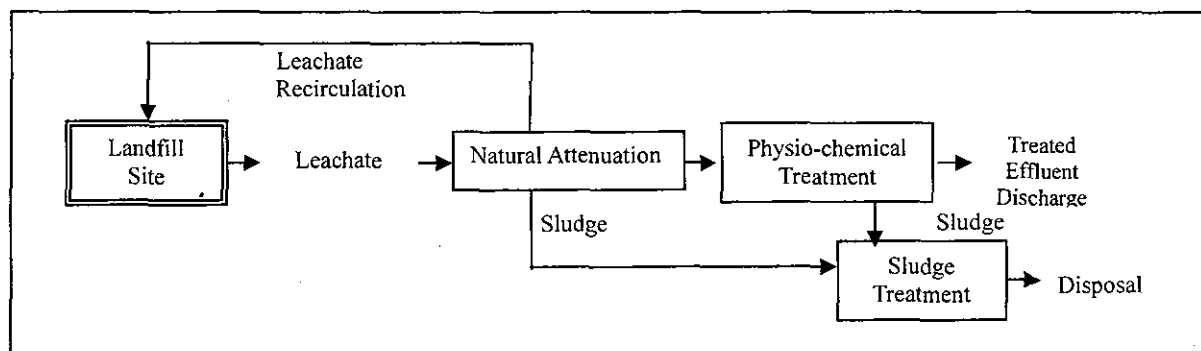 Leachate
Recirculation
Landfill
Site
Leachate
Natural Attenuation
Physio-chemical
Treatment
Treated
Effluent
Discharge
Sludge
Sludge
Sludge
Treatment
Disposal